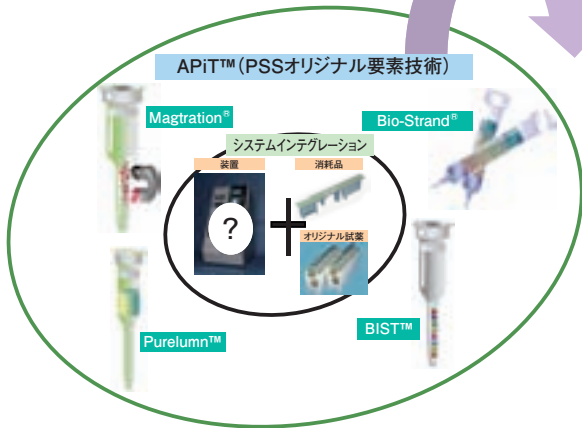 APiT™(PSSオリジナル要素技術)
Magtration®
Bio-Strand®
システムインテグレーション
装置
消耗品
?
オリジナル試薬
Purelumn™
BIST™